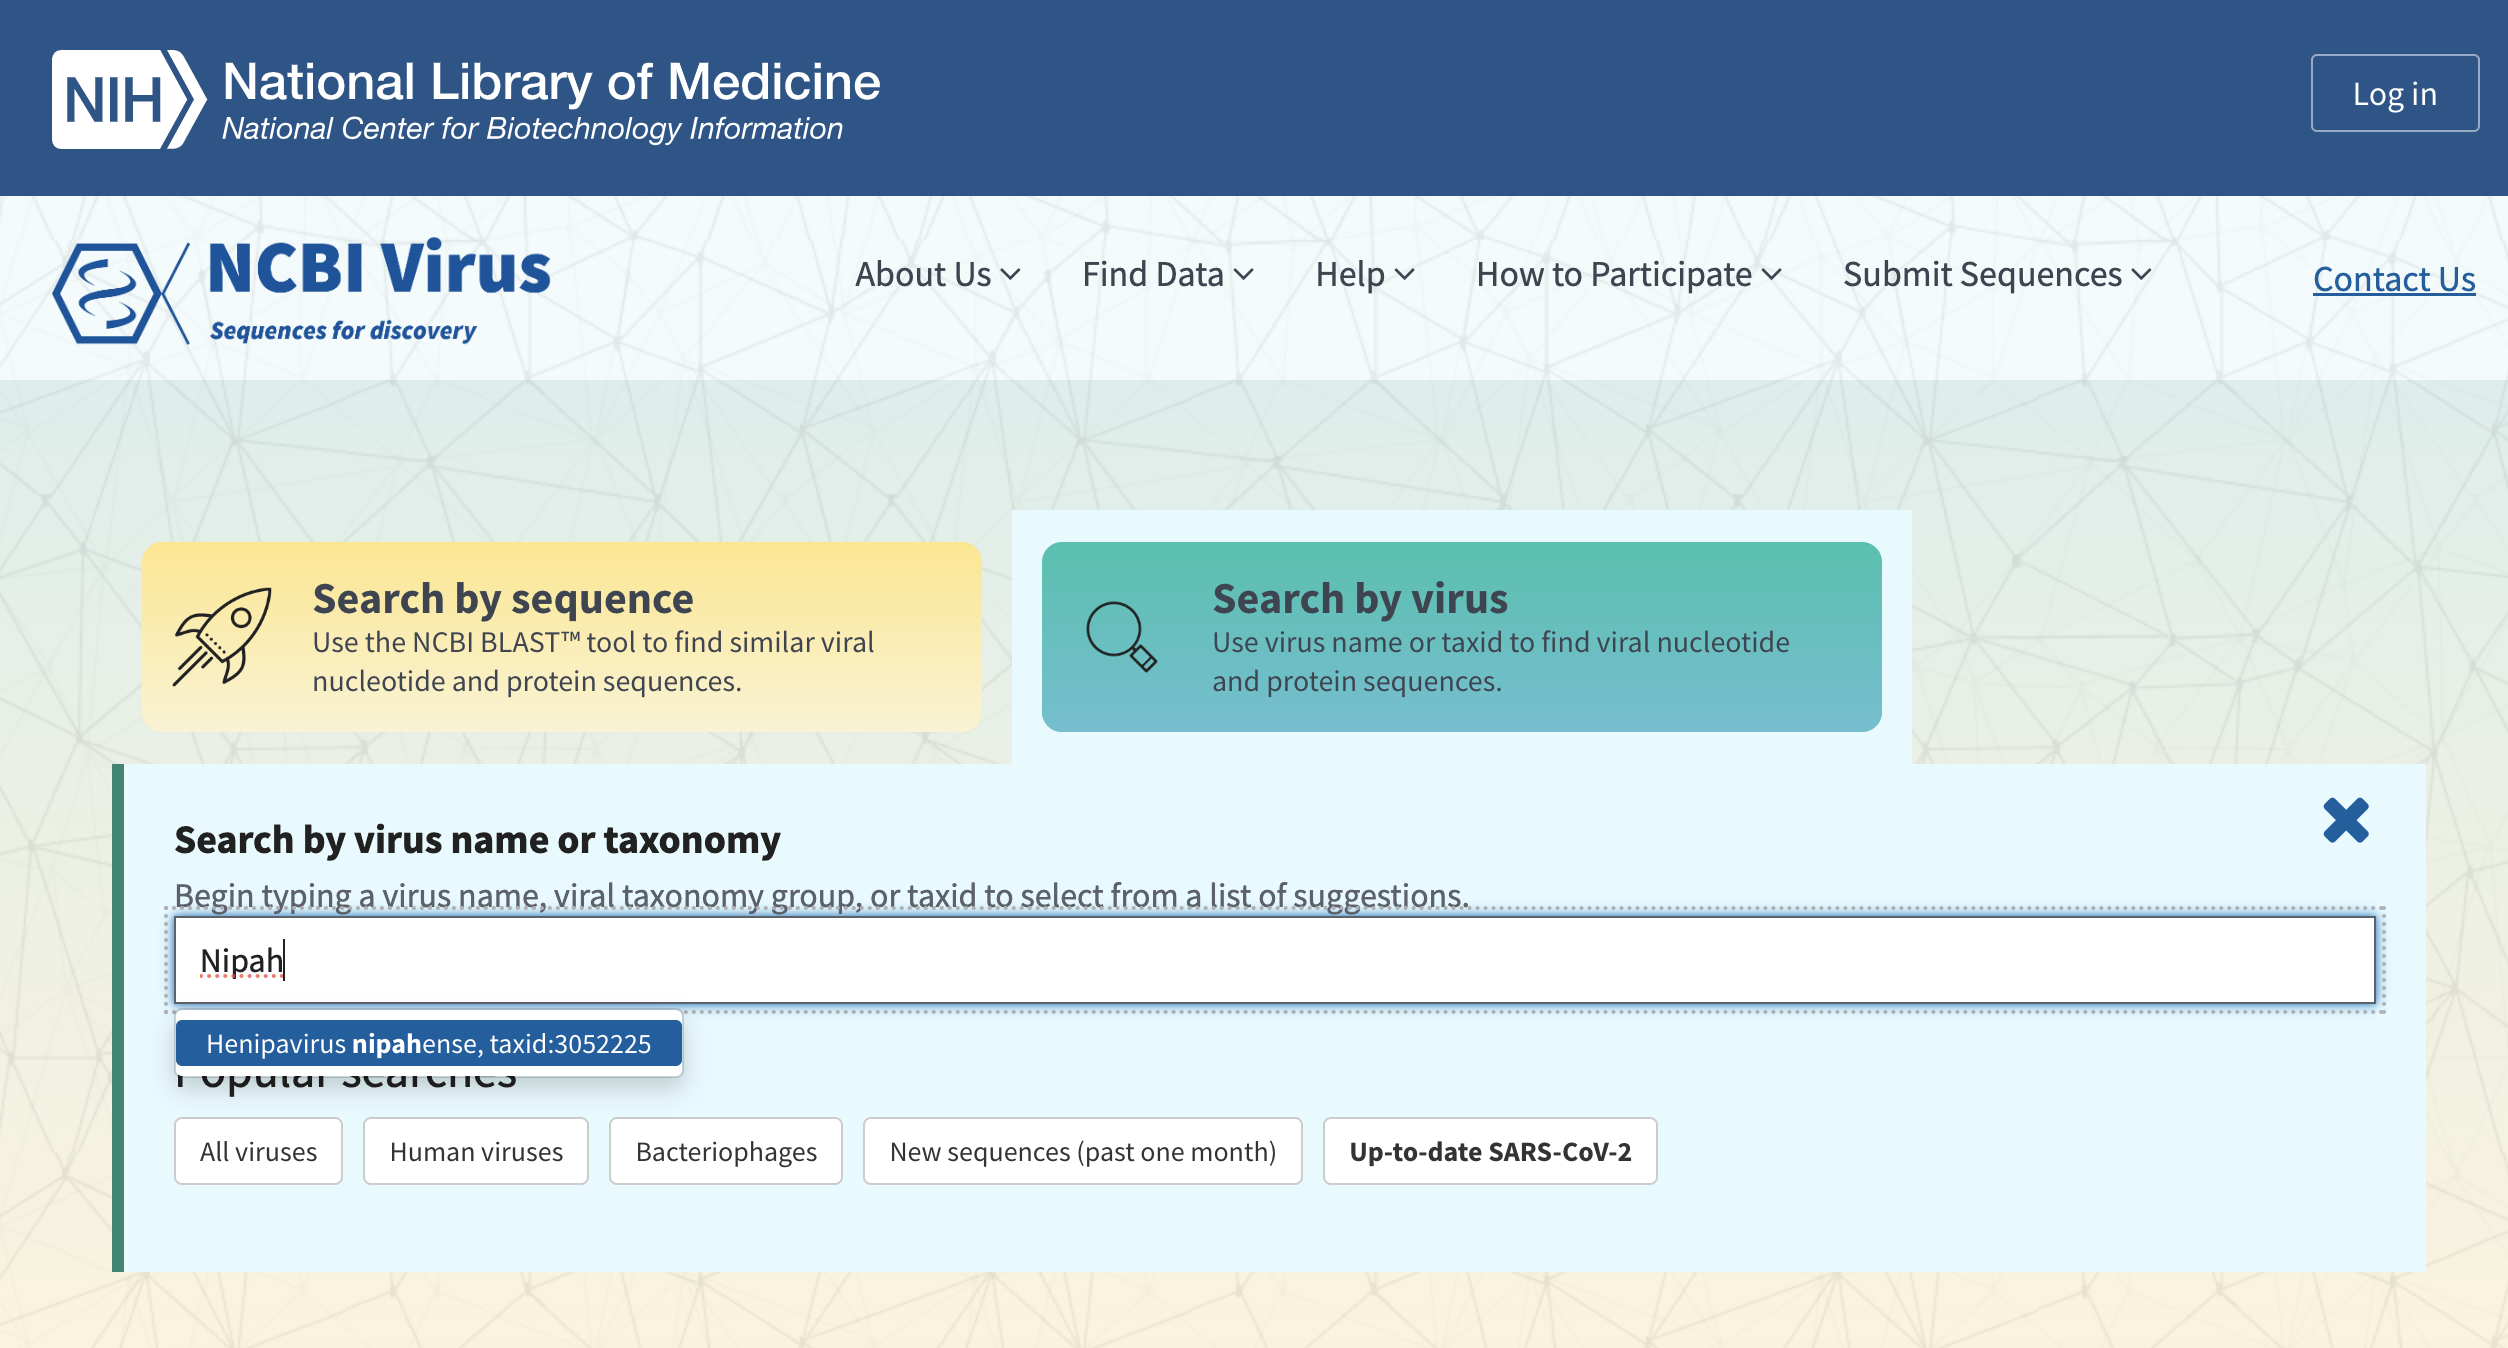 NIH National Library of Medicine
National Center for Biotechnology Information
Log in
NCBI Virus
Sequences for discovery
About Us
Find Data
Help
How to Participate
Submit Sequences
Contact Us
Search by sequence
Use the NCBI BLAST™ tool to find similar viral
nucleotide and protein sequences.
Search by virus
Use virus name or taxid to find viral nucleotide
and protein sequences.
Search by virus name or taxonomy
Begin typing a virus name, viral taxonomy group, or taxid to select from a list of suggestions.
Nipah
Henipavirus nipahense, taxid:3052225
Popular searches
All viruses
Human viruses
Bacteriophages
New sequences (past one month)
Up-to-date SARS-CoV-2